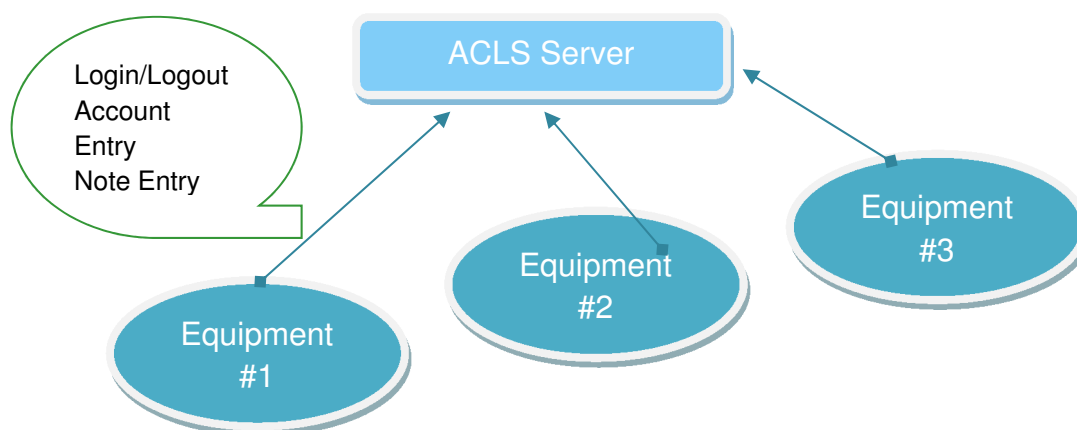 ACLS Server
Login/Logout
Account
Entry
Note Entry
Equipment
#1
Equipment
#2
Equipment
#3